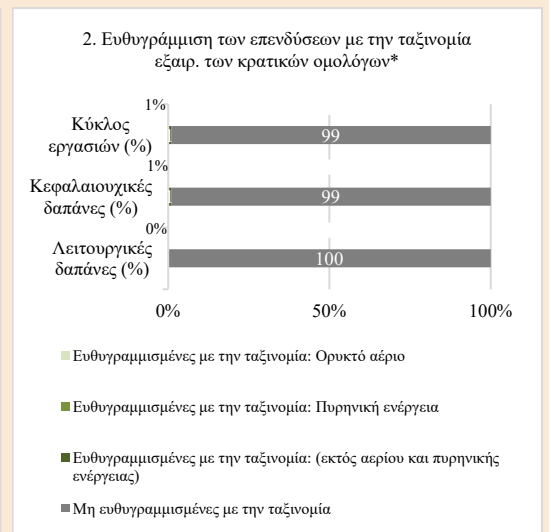 2. Ευθυγράμμιση των επενδύσεων με την ταξινομία
εξαιρ. των κρατικών ομολόγων*
1%
Κύκλος
εργασιών (%)
1
99
1%
Κεφαλαιουχικές
δαπάνες (%)
1
99
0%
Λειτουργικές
δαπάνες (%)
100
0%
50%
100%
Ευθυγραμμισμένες με την ταξινομία: Ορυκτό αέριο
Ευθυγραμμισμένες με την ταξινομία: Πυρηνική ενέργεια
Ευθυγραμμισμένες με την ταξινομία: (εκτός αερίου και πυρηνικής
ενέργειας)
Μη ευθυγραμμισμένες με την ταξινομία